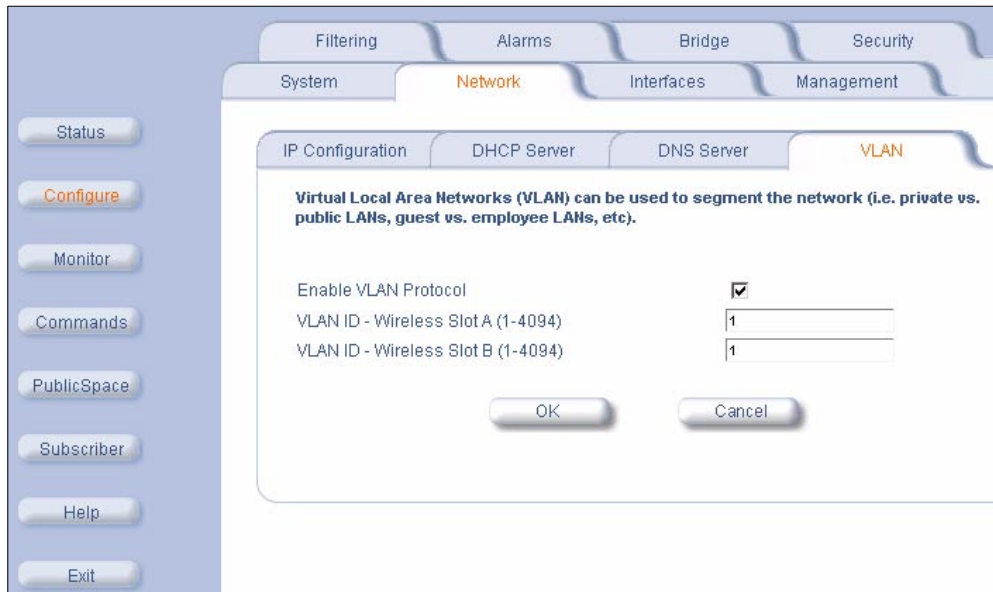 Filtering Alarms Bridge Security
System Network Interfaces Management
Status
Configure
Monitor
Commands
PublicSpace
Subscriber
Help
Exit
IP Configuration DHCP Server DNS Server VLAN
Virtual Local Area Networks (VLAN) can be used to segment the network (i.e. private vs.
public LANs, guest vs. employee LANs, etc).
Enable VLAN Protocol
VLAN ID - Wireless Slot A (1-4094) 1
VLAN ID - Wireless Slot B (1-4094) 1
OK Cancel